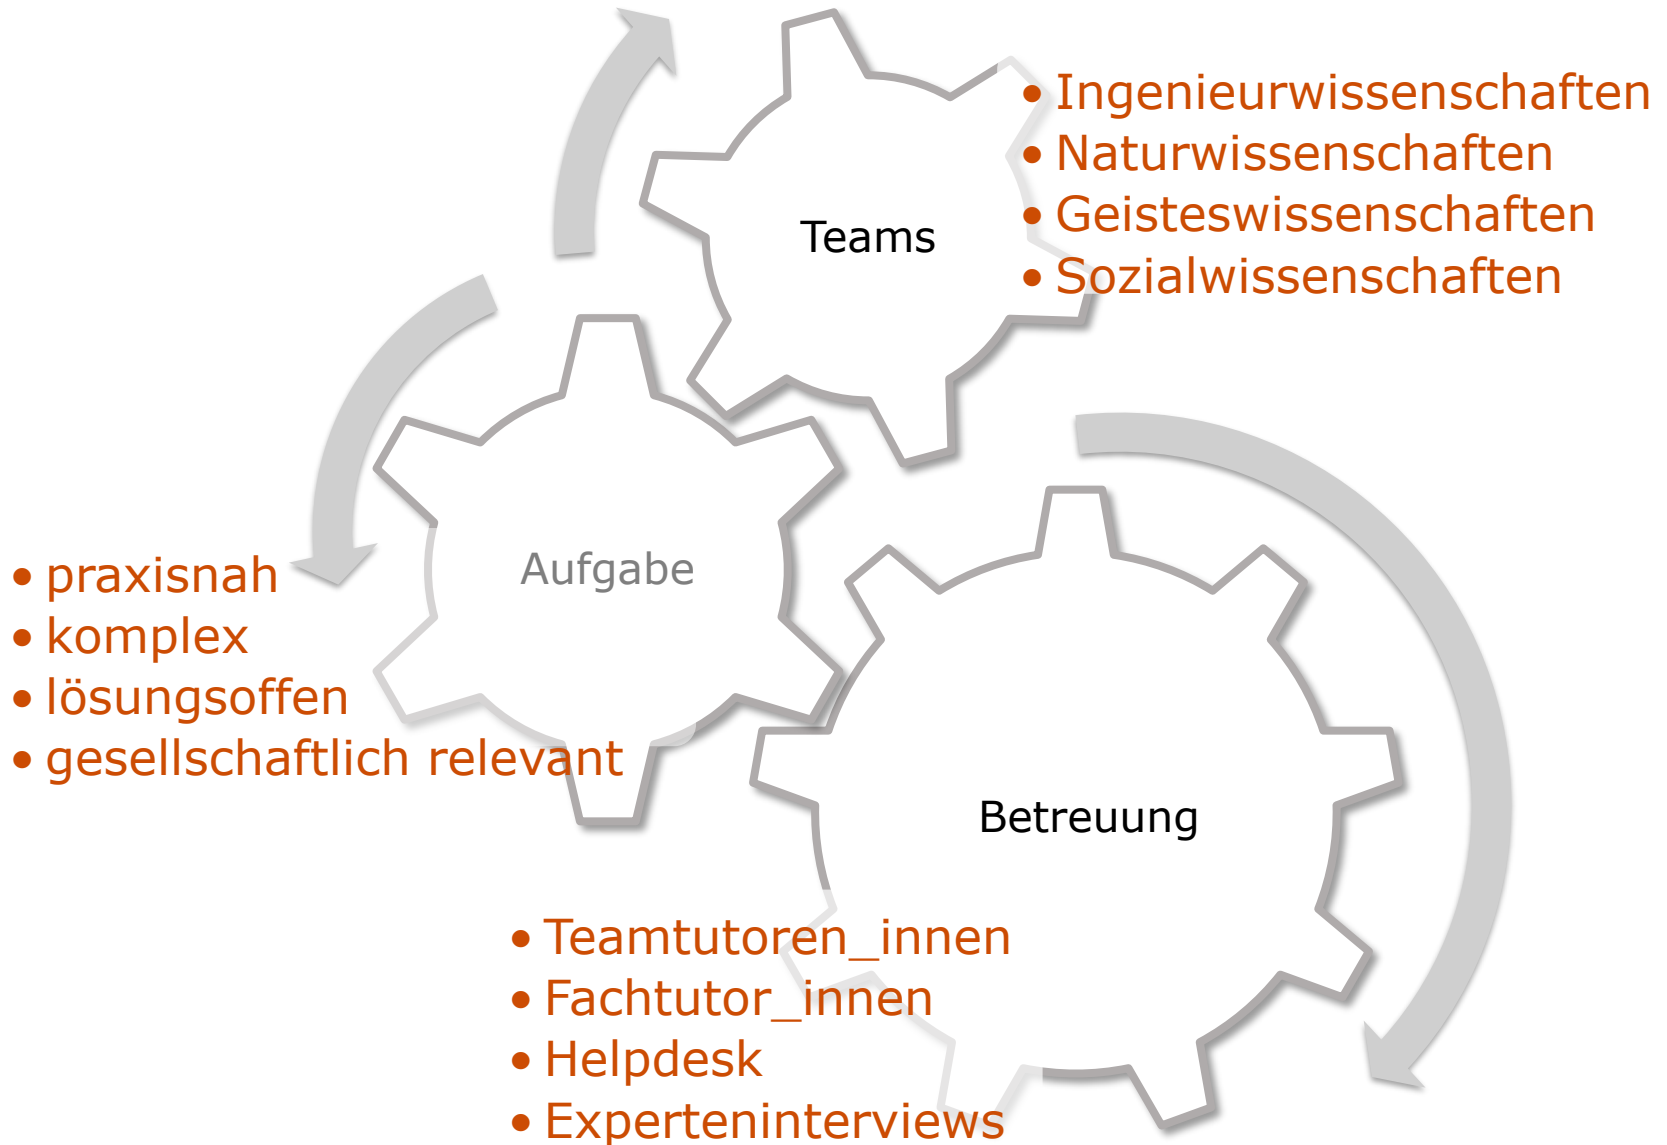 Teams
• Ingenieurwissenschaften
• Naturwissenschaften
• Geisteswissenschaften
• Sozialwissenschaften
Aufgabe
• praxisnah
• komplex
• lösungsoffen
• gesellschaftlich relevant
Betreuung
• Teamtutoren_innen
• Fachtutor_innen
• Helpdesk
• Experteninterviews